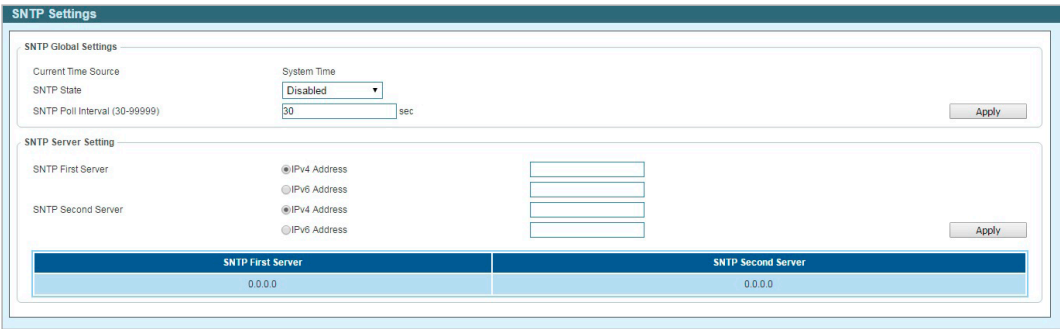 SNTP Settings
SNTP Global Settings
Current Time Source System Time
SNTP State Disabled
SNTP Poll Interval (30-99999) 30 sec Apply
SNTP Server Setting
SNTP First Server IPv4 Address
IPv6 Address
SNTP Second Server IPv4 Address
IPv6 Address Apply
SNTP First Server SNTP Second Server
0.0.0.0 0.0.0.0